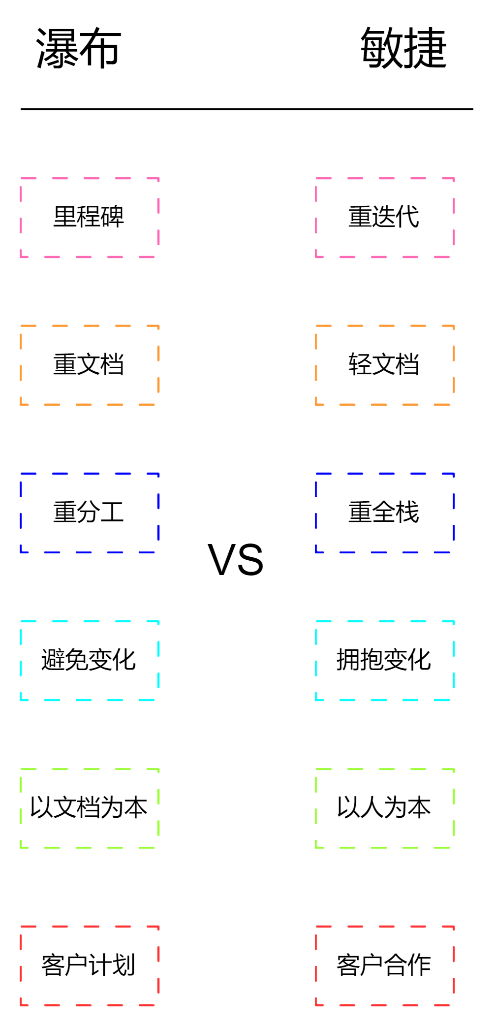 瀑布 敏捷
里程碑 重迭代
重文档 轻文档
重分工 重全栈
VS
避免变化 拥抱变化
以文档为本 以人为本
客户计划 客户合作